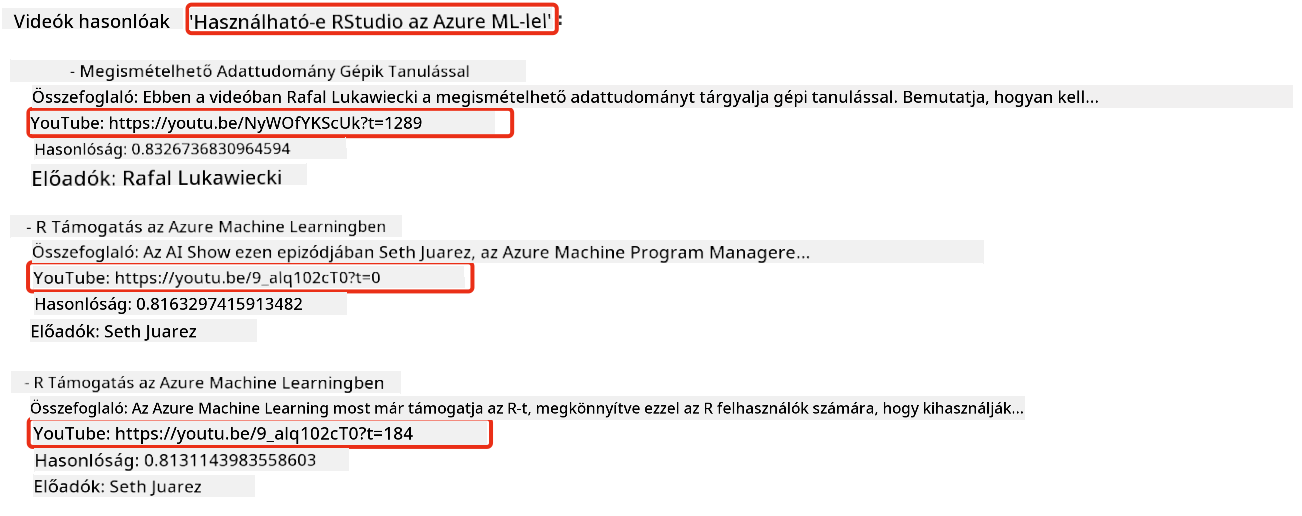 Videók hasonlóak 'Használható-e RStudio az Azure ML-lel':
- Megismételhető Adattudomány Gépik Tanulással
Összefoglaló: Ebben a videóban Rafal Lukawiecki a megismételhető adattudományt tárgyalja gépi tanulással. Bemutatja, hogyan kell...
YouTube: https://youtu.be/NyWOfYKScUk?t=1289
Hasonlóság: 0.8326736830964594
Előadók: Rafal Lukawiecki
- R Támogatás az Azure Machine Learningben
Összefoglaló: Az AI Show ezen epizódjában Seth Juarez, az Azure Machine Program Managere...
YouTube: https://youtu.be/9_alq102cT0?t=0
Hasonlóság: 0.8163297415913482
Előadók: Seth Juarez
- R Támogatás az Azure Machine Learningben
Összefoglaló: Az Azure Machine Learning most már támogatja az R-t, megkönnyítve ezzel az R felhasználók számára, hogy kihasználják...
YouTube: https://youtu.be/9_alq102cT0?t=184
Hasonlóság: 0.8131143983558603
Előadók: Seth Juarez